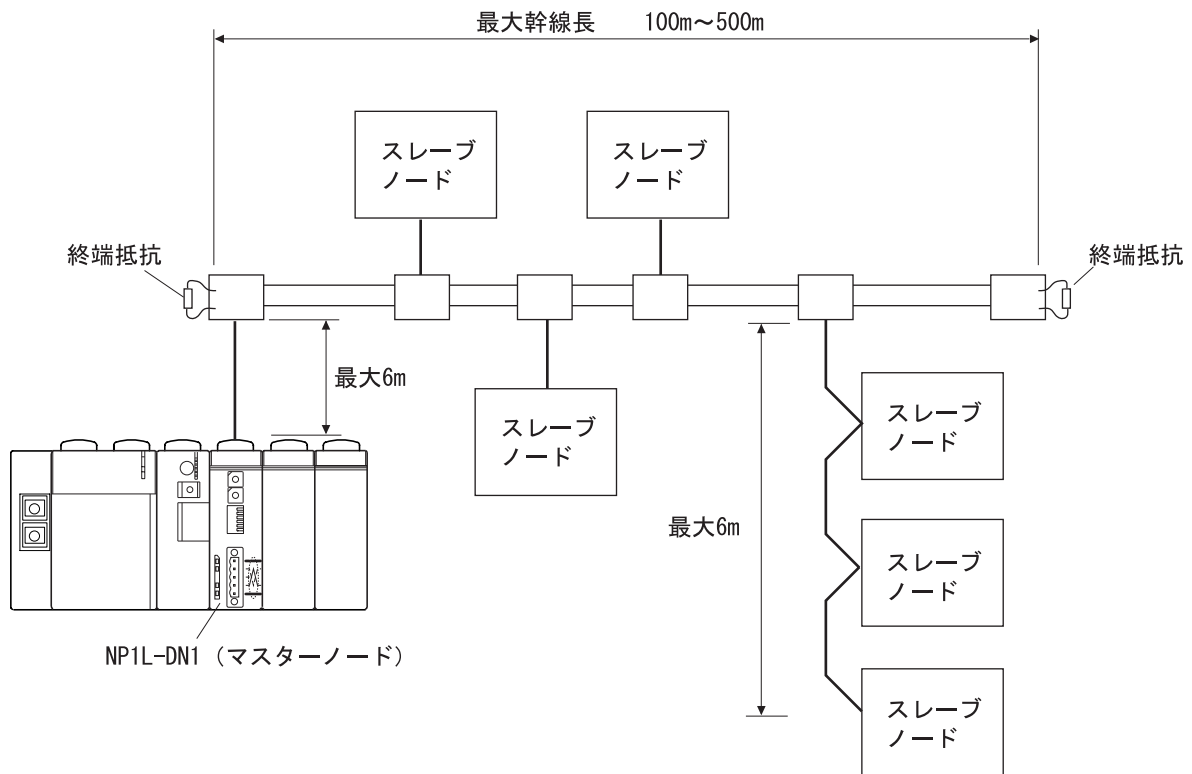 最大幹線長　　100m～500m
スレーブ
ノード
スレーブ
ノード
終端抵抗
終端抵抗
最大6m
スレーブ
ノード
スレーブ
ノード
最大6m
スレーブ
ノード
NP1L-DN1（マスターノード）
スレーブ
ノード